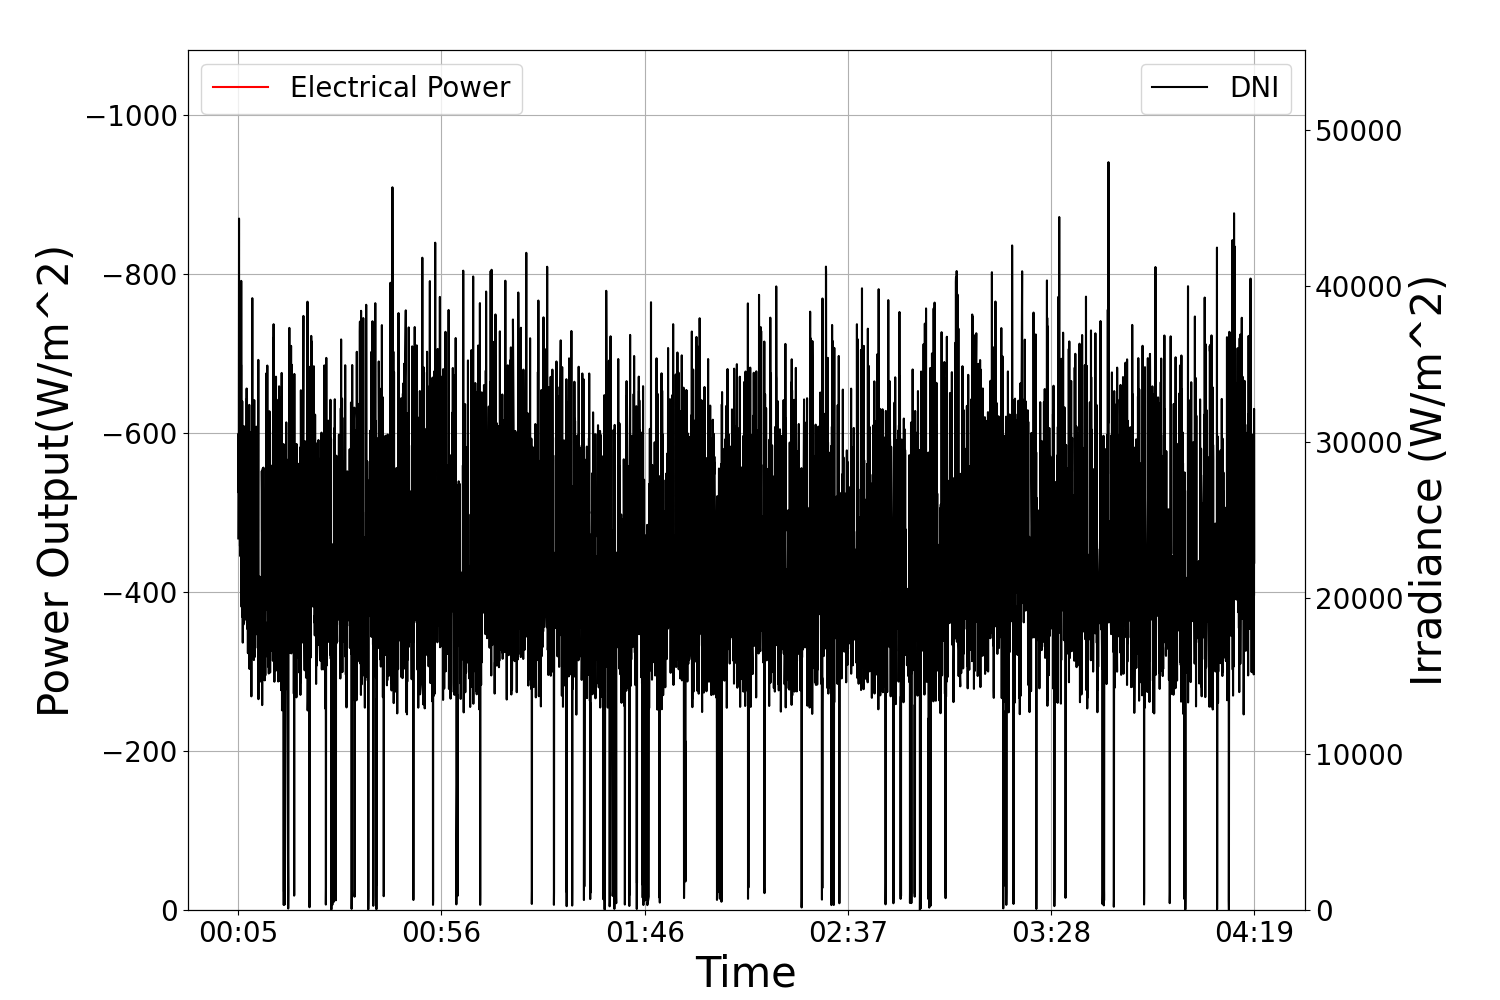 Electrical Power
DNI
Power Output(W/m^2)
−1000
−800
−600
−400
−200
0
50000
40000
30000
20000
10000
0
Irradiance (W/m^2)
00:05 00:56 01:46 02:37 03:28 04:19
Time